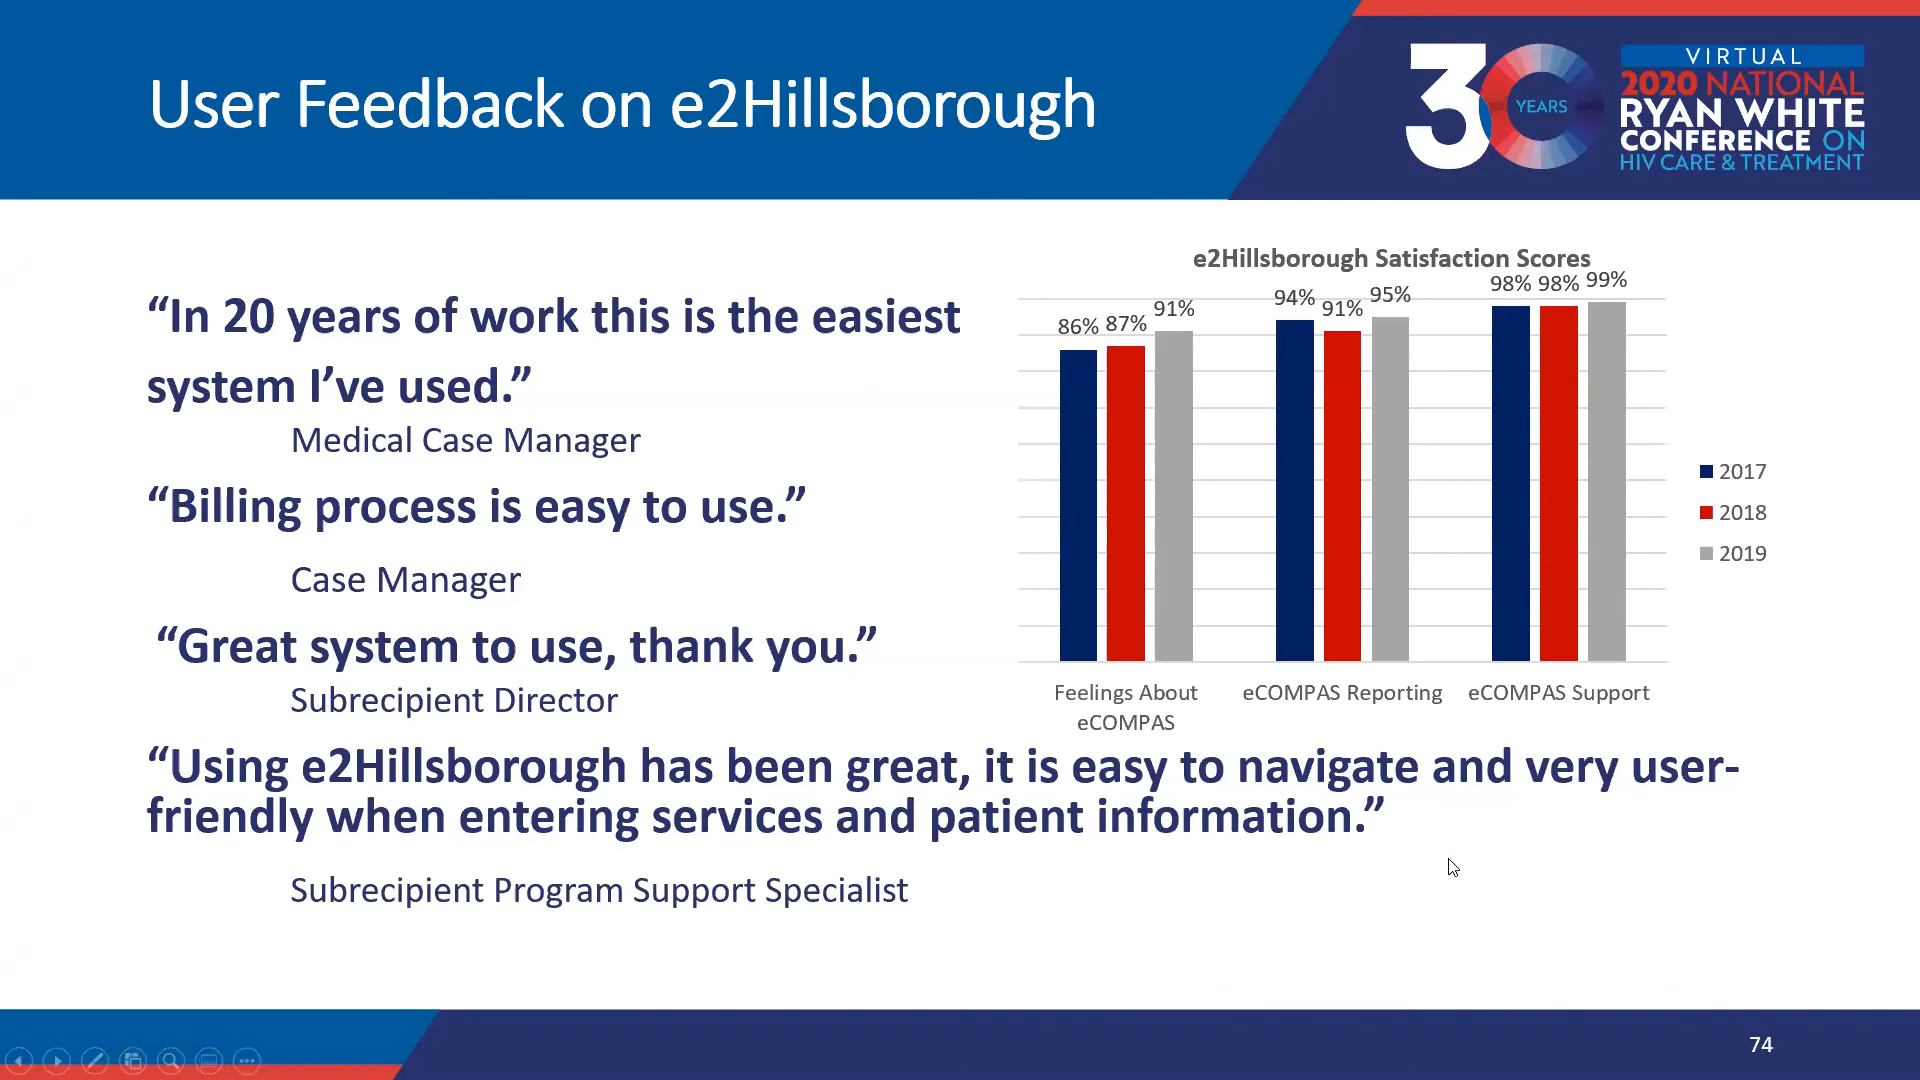 User Feedback on e2Hillsborough
30
YEARS
VIRTUAL
2020 NATIONAL
RYAN WHITE
CONFERENCE ON
HIV CARE & TREATMENT
“In 20 years of work this is the easiest
system I’ve used.”
Medical Case Manager
“Billing process is easy to use.”
Case Manager
“Great system to use, thank you.”
Subrecipient Director
“Using e2Hillsborough has been great, it is easy to navigate and very user-
friendly when entering services and patient information.”
Subrecipient Program Support Specialist
e2Hillsborough Satisfaction Scores
86% 87% 91% 94% 91% 95% 98% 98% 99%
Feelings About
eCOMPAS
eCOMPAS Reporting
eCOMPAS Support
2017
2018
2019
74